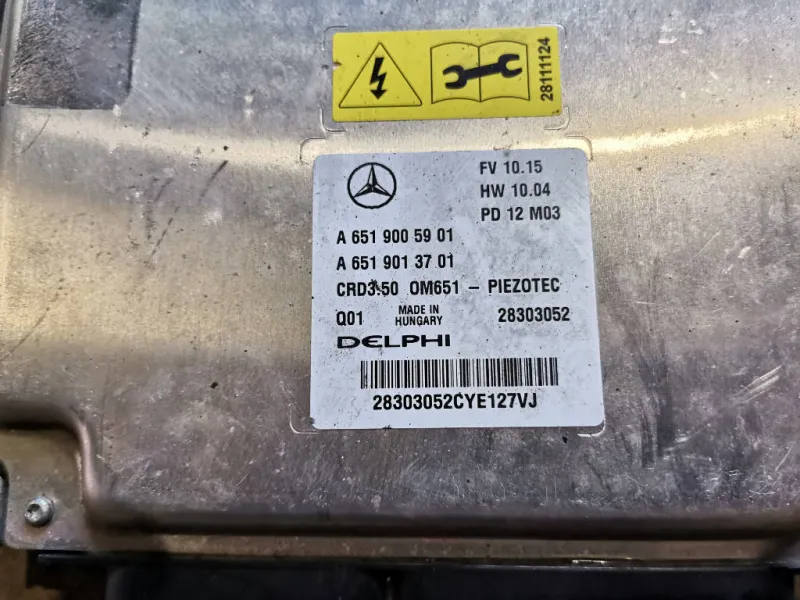 28111124
FV 10.15
HW 10.04
PD 12 M03
A 651 900 59 01
A 651 901 37 01
CRD3.50 OM651 - PIEZOTEC
Q01 MADE IN HUNGARY 28303052
DELPHI
28303052CYE127VJ